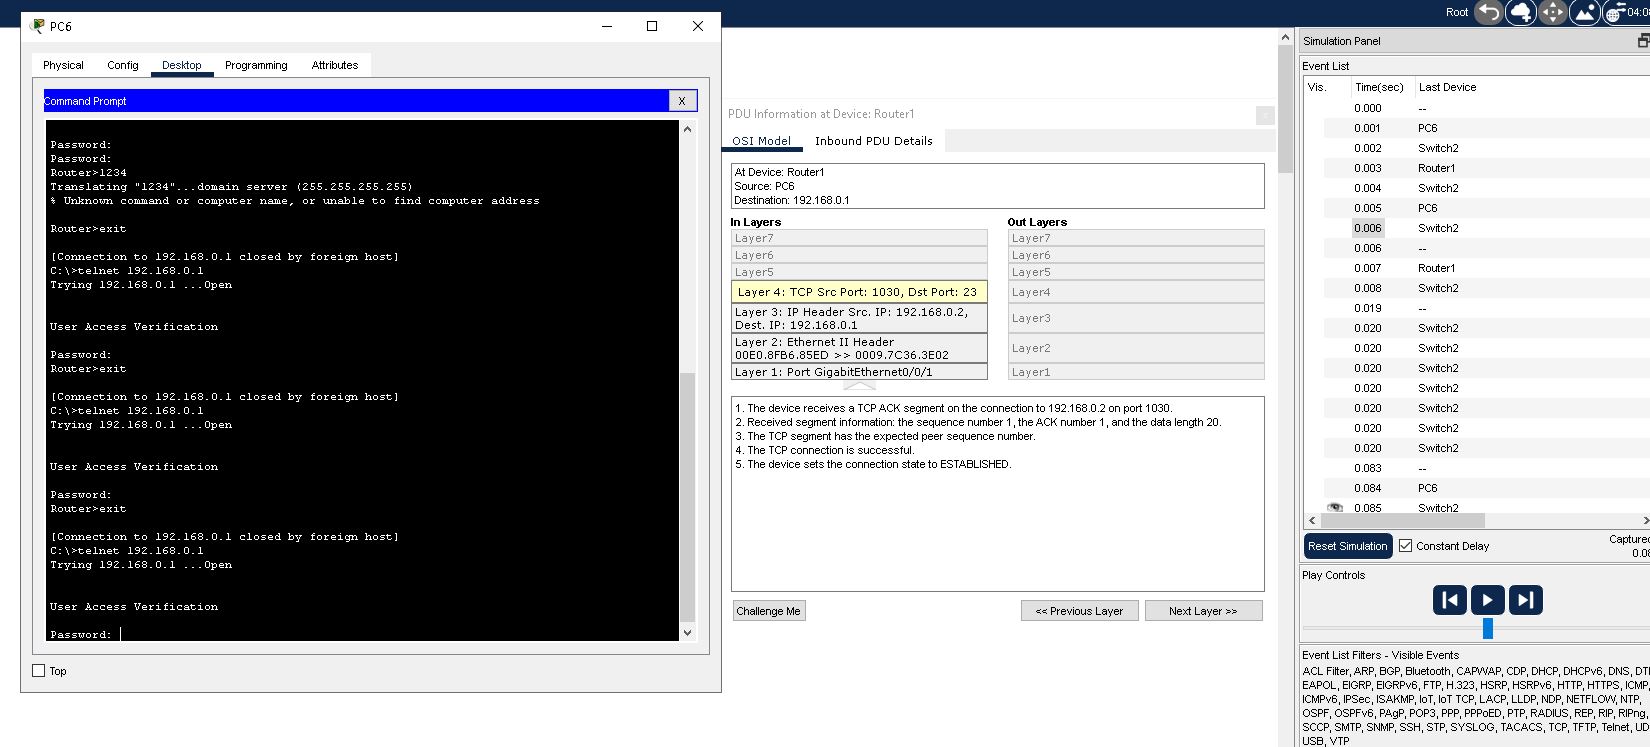 PC6
Physical Config Desktop Programming Attributes
Command Prompt X
Password:
Password:
Router>1234
Translating "1234"...domain server (255.255.255.255)
% Unknown command or computer name, or unable to find computer address
Router>exit
[Connection to 192.168.0.1 closed by foreign host]
C:\>telnet 192.168.0.1
Trying 192.168.0.1 ...Open
User Access Verification
Password:
Router>exit
[Connection to 192.168.0.1 closed by foreign host]
C:\>telnet 192.168.0.1
Trying 192.168.0.1 ...Open
User Access Verification
Password:
Router>exit
[Connection to 192.168.0.1 closed by foreign host]
C:\>telnet 192.168.0.1
Trying 192.168.0.1 ...Open
User Access Verification
Password:
Top
PDU Information at Device: Router1
OSI Model Inbound PDU Details
At Device: Router1
Source: PC6
Destination: 192.168.0.1
In Layers
Layer7
Layer6
Layer5
Layer 4: TCP Src Port: 1030, Dst Port: 23
Layer 3: IP Header Src. IP: 192.168.0.2,
Dest. IP: 192.168.0.1
Layer 2: Ethernet II Header
00E0.8FB6.85ED >> 0009.7C36.3E02
Layer 1: Port GigabitEthernet0/0/1
Out Layers
Layer7
Layer6
Layer5
Layer4
Layer3
Layer2
Layer1
1. The device receives a TCP ACK segment on the connection to 192.168.0.2 on port 1030.
2. Received segment information: the sequence number 1, the ACK number 1, and the data length 20.
3. The TCP segment has the expected peer sequence number.
4. The TCP connection is successful.
5. The device sets the connection state to ESTABLISHED.
Challenge Me << Previous Layer Next Layer >>
Root 04:0
Simulation Panel
Event List
Vis. Time(sec) Last Device
0.000 --
0.001 PC6
0.002 Switch2
0.003 Router1
0.004 Switch2
0.005 PC6
0.006 Switch2
0.006 --
0.007 Router1
0.008 Switch2
0.019 --
0.020 Switch2
0.020 Switch2
0.020 Switch2
0.020 Switch2
0.020 Switch2
0.020 Switch2
0.020 Switch2
0.083 --
0.084 PC6
0.085 Switch2
Reset Simulation Constant Delay Captured
0.08
Play Controls
Event List Filters - Visible Events
ACL Filter, ARP, BGP, Bluetooth, CAPWAP, CDP, DHCP, DHCPv6, DNS, DT
EAPOL, EIGRP, EIGRPv6, FTP, H.323, HSRP, HSRPv6, HTTP, HTTPS, ICMP,
ICMPv6, IPSec, ISAKMP, IoT, IoT TCP, LACP, LLDP, NDP, NETFLOW, NTP,
OSPF, OSPFv6, PAgP, POP3, PPP, PPPoED, PTP, RADIUS, REP, RIP, RIPng,
SCCP, SMTP, SNMP, SSH, STP, SYSLOG, TACACS, TCP, TFTP, Telnet, UD
USB, VTP